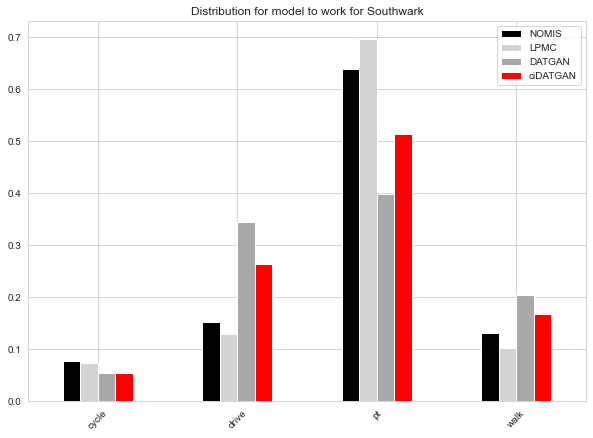 Distribution for model to work for Southwark
NOMIS
LPMC
DATGAN
ciDATGAN
0.7
0.6
0.5
0.4
0.3
0.2
0.1
0.0
cycle
drive
pt
walk